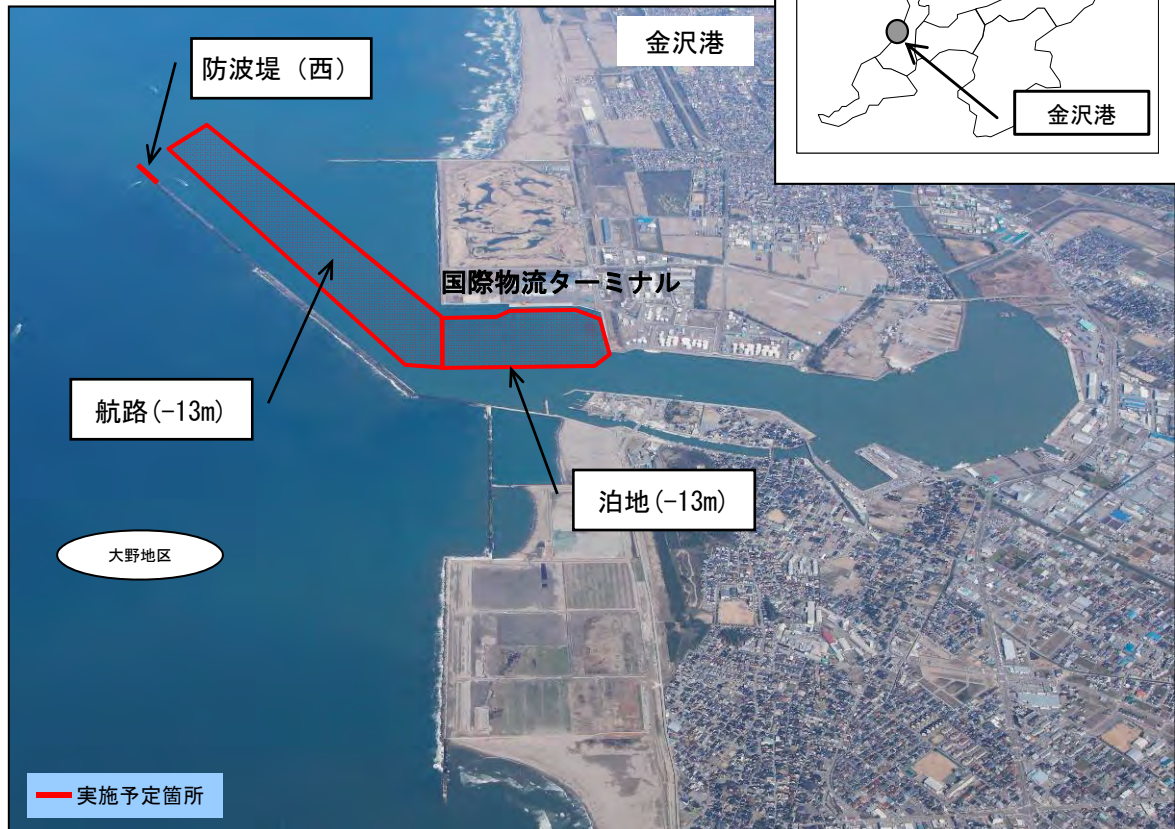 金沢港
金沢港
防波堤（西）
国際物流ターミナル
航路(-13m)
泊地(-13m)
大野地区
実施予定箇所